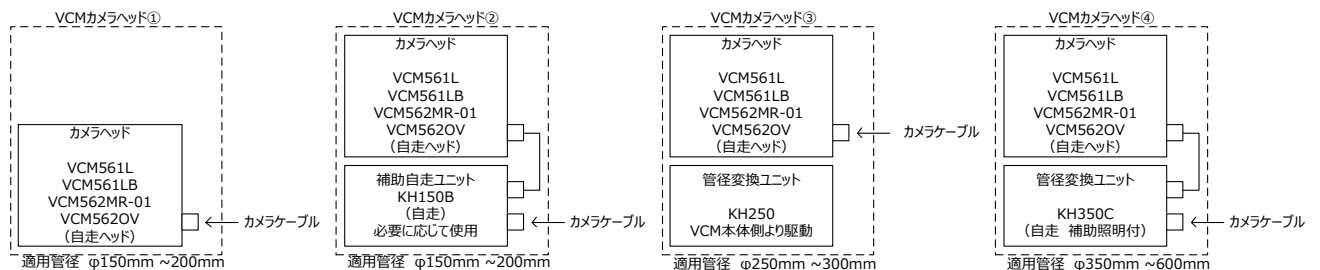 VCMカメラヘッド①
カメラヘッド
VCM561L
VCM561LB
VCM562MR-01
VCM562OV
(自走ヘッド)
カメラケーブル
適用管径 φ150mm ~200mm
VCMカメラヘッド②
カメラヘッド
VCM561L
VCM561LB
VCM562MR-01
VCM562OV
(自走ヘッド)
補助自走ユニット
KH150B
(自走)
必要に応じて使用
カメラケーブル
適用管径 φ150mm ~200mm
VCMカメラヘッド③
カメラヘッド
VCM561L
VCM561LB
VCM562MR-01
VCM562OV
(自走ヘッド)
カメラケーブル
管径変換ユニット
KH250
VCM本体側より駆動
適用管径 φ250mm ~300mm
VCMカメラヘッド④
カメラヘッド
VCM561L
VCM561LB
VCM562MR-01
VCM562OV
(自走ヘッド)
管径変換ユニット
KH350C
(自走 補助照明付)
カメラケーブル
適用管径 φ350mm ~600mm